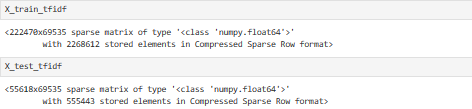 X_train_tfidf
<222470x69535 sparse matrix of type '<class 'numpy.float64'>'
with 2268612 stored elements in Compressed Sparse Row format>
X_test_tfidf
<55618x69535 sparse matrix of type '<class 'numpy.float64'>'
with 555443 stored elements in Compressed Sparse Row format>